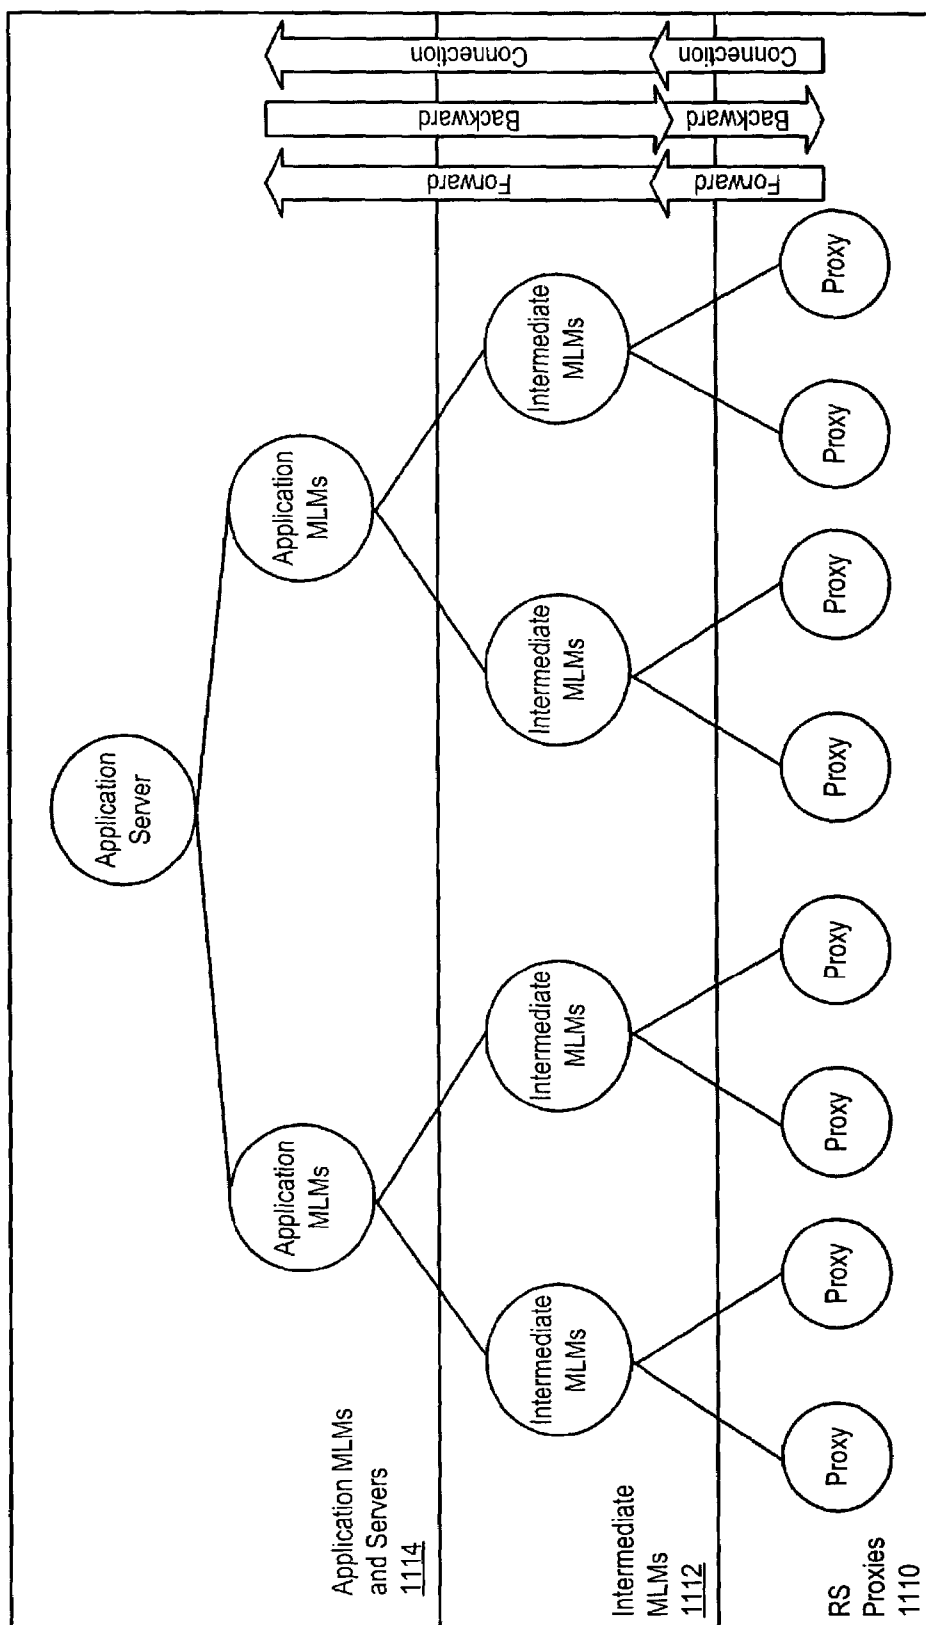 Application
Server
Application
MLMs
Application
MLMs
Application MLMs
and Servers
1114
Intermediate
MLMs
Intermediate
MLMs
Intermediate
MLMs
Intermediate
MLMs
Intermediate
MLMs
1112
Proxy
Proxy
Proxy
Proxy
Proxy
Proxy
Proxy
Proxy
RS
Proxies
1110
Forward
Forward
Backward
Backward
Connection
Connection